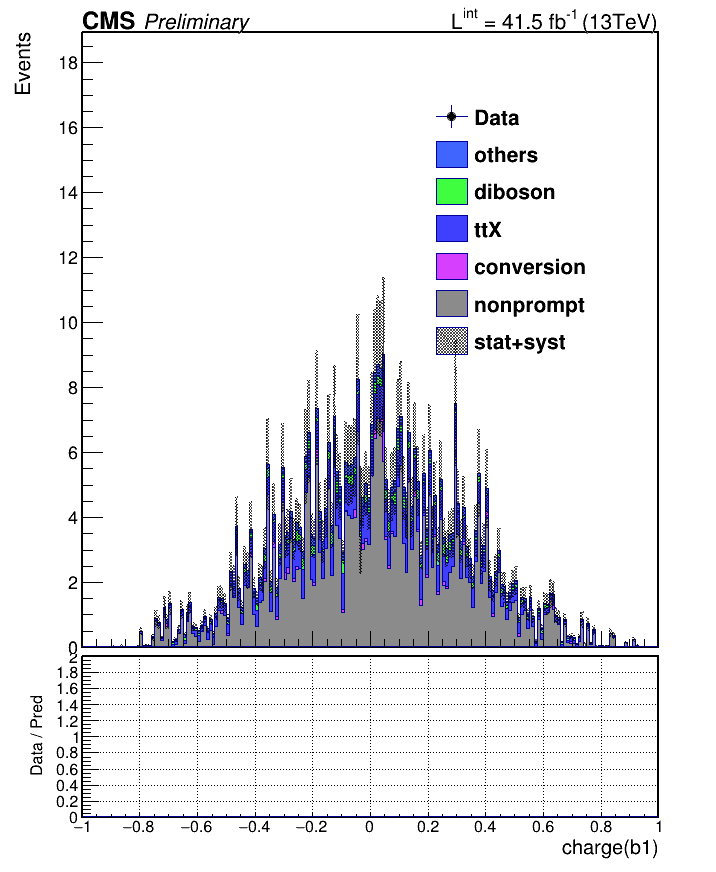 CMS Preliminary
L^int = 41.5 fb^-1 (13TeV)
Events
18
16
14
12
10
8
6
4
2
0
Data
others
diboson
ttX
conversion
nonprompt
stat+syst
Data / Pred
2
1.8
1.6
1.4
1.2
1
0.8
0.6
0.4
0.2
0
−1 −0.8 −0.6 −0.4 −0.2 0 0.2 0.4 0.6 0.8 1
charge(b1)